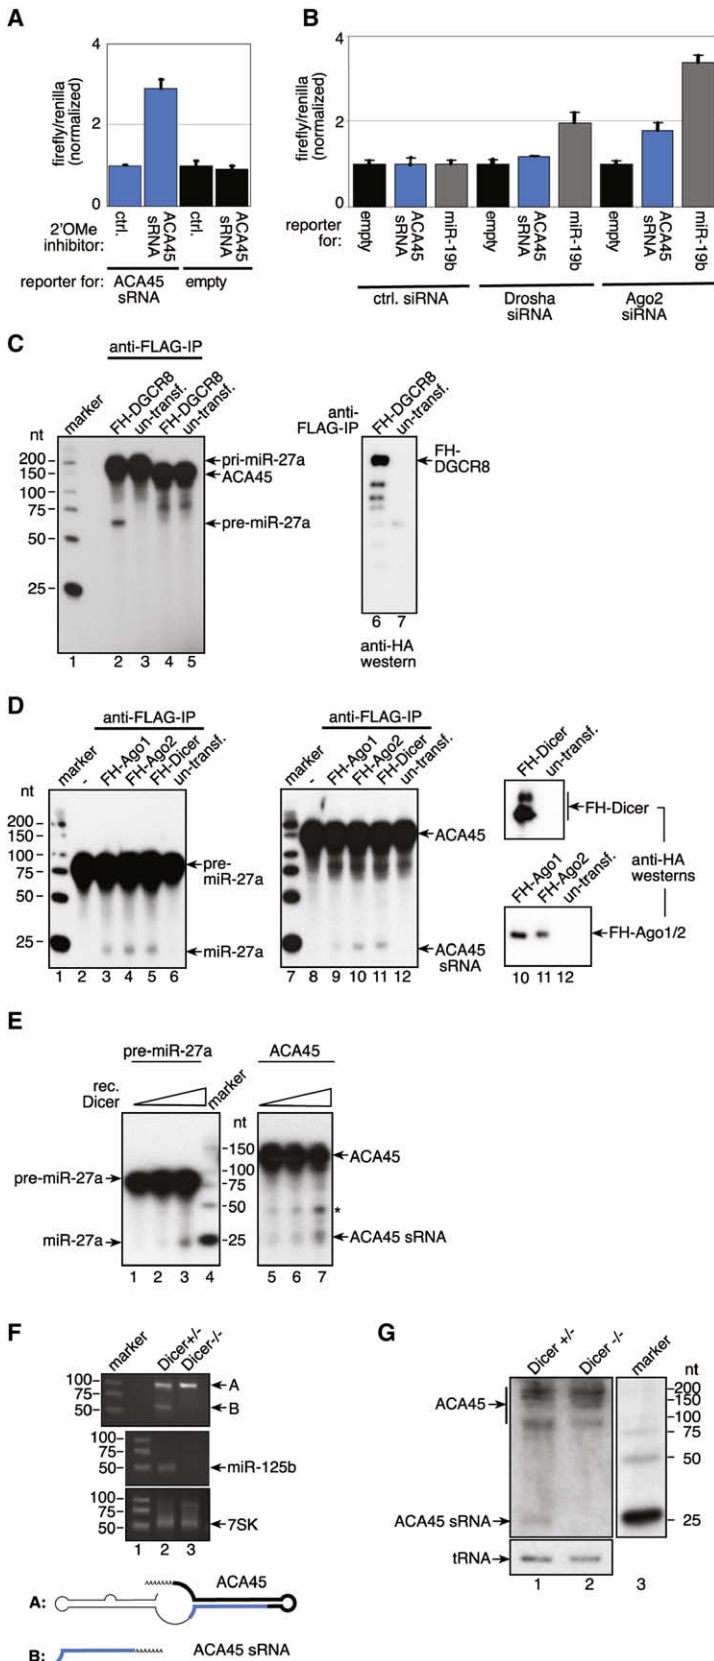 A
4
2
0
firefly/renilla
(normalized)
2'OMe
inhibitor:
ctrl.
ACA45
sRNA
ctrl.
ACA45
sRNA
reporter for:
ACA45
sRNA
empty
B
4
2
0
firefly/renilla
(normalized)
reporter
for:
empty
ACA45
sRNA
miR-19b
empty
ACA45
sRNA
miR-19b
empty
ACA45
sRNA
miR-19b
ctrl. siRNA
Drosha
siRNA
Ago2
siRNA
C
anti-FLAG-IP
marker
FH-DGCR8
un-transf.
FH-DGCR8
un-transf.
nt
200
150
100
75
50
25
pri-miR-27a
ACA45
pre-miR-27a
1 2 3 4 5
anti-
FLAG-IP
FH-DGCR8
un-transf.
FH-
DGCR8
6 7
anti-HA
western
D
anti-FLAG-IP
marker
-
FH-Ago1
FH-Ago2
FH-Dicer
un-transf.
nt
200
150
100
75
50
25
pre-
miR-27a
miR-27a
1 2 3 4 5 6
anti-FLAG-IP
marker
-
FH-Ago1
FH-Ago2
FH-Dicer
un-transf.
ACA45
ACA45
sRNA
7 8 9 10 11 12
FH-Dicer
un-transf.
FH-Dicer
anti-HA
westerns
FH-Ago1
FH-Ago2
un-transf.
FH-Ago1/2
10 11 12
E
pre-miR-27a
ACA45
rec.
Dicer
marker
nt
150
100
75
50
25
pre-miR-27a
miR-27a
ACA45
*
ACA45 sRNA
1 2 3 4 5 6 7
F
marker
Dicer+/-
Dicer-/-
100
75
50
A
B
100
75
50
miR-125b
100
75
50
7SK
1 2 3
A:
ACA45
B:
ACA45 sRNA
G
Dicer +/-
Dicer -/-
marker
nt
ACA45
200
150
100
75
50
25
ACA45 sRNA
tRNA
1 2 3